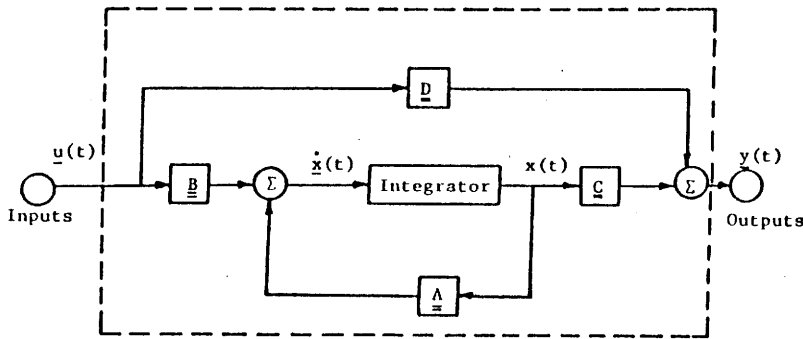 D
u(t)
B
Σ
ẋ(t)
Integrator
x(t)
C
Σ
y(t)
Inputs
Outputs
A